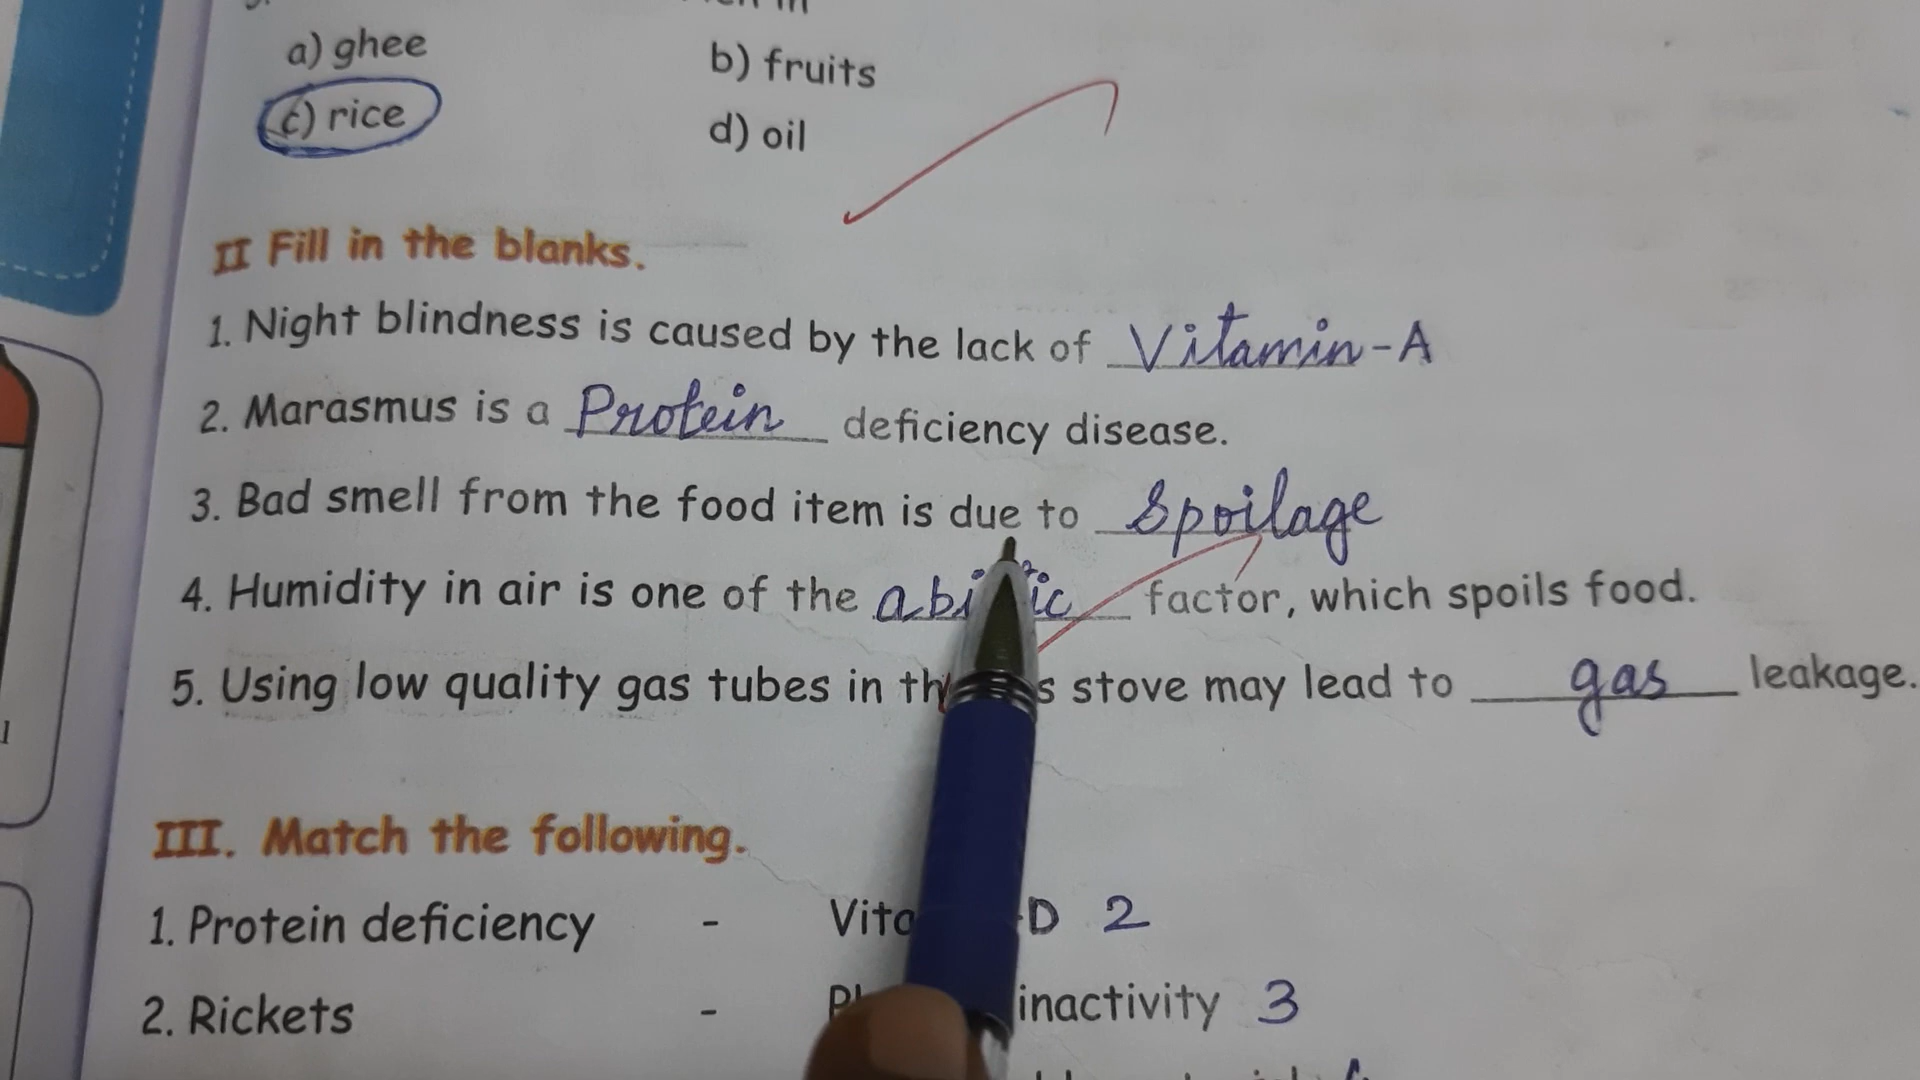 a) ghee b) fruits
c) rice d) oil
II Fill in the blanks.
1. Night blindness is caused by the lack of Vitamin-A
2. Marasmus is a Protein deficiency disease.
3. Bad smell from the food item is due to Spoilage
4. Humidity in air is one of the factor, which spoils food.
5. Using low quality gas tubes in stove may lead to gas leakage.
III. Match the following.
1. Protein deficiency - D 2
2. Rickets - inactivity 3